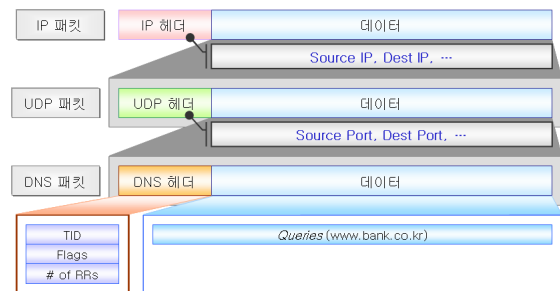 IP 패킷
IP 헤더
데이터
Source IP, Dest IP, ···
UDP 패킷
UDP 헤더
데이터
Source Port, Dest Port, ···
DNS 패킷
DNS 헤더
데이터
TID
Flags
# of RRs
Queries (www.bank.co.kr)